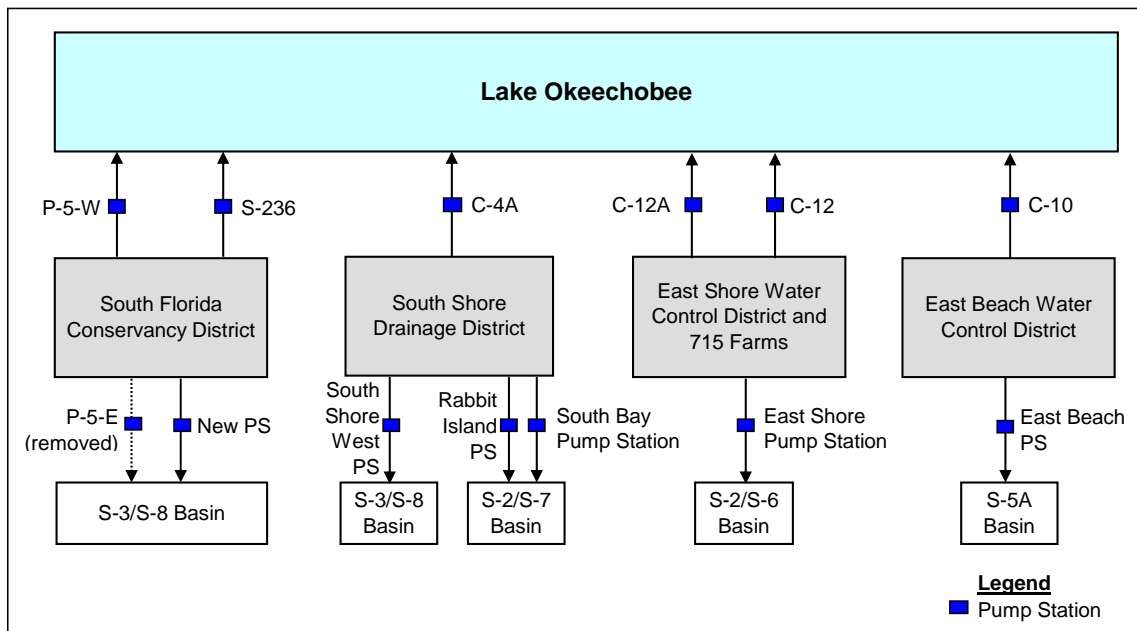 Lake Okeechobee
P-5-W
S-236
C-4A
C-12A
C-12
C-10
South Florida
Conservancy District
South Shore
Drainage District
East Shore Water
Control District and
715 Farms
East Beach Water
Control District
P-5-E
(removed)
New PS
South
Shore
West PS
Rabbit
Island
PS
South Bay
Pump Station
East Shore
Pump Station
East Beach
PS
S-3/S-8 Basin
S-3/S-8
Basin
S-2/S-7
Basin
S-2/S-6
Basin
S-5A
Basin
Legend
Pump Station